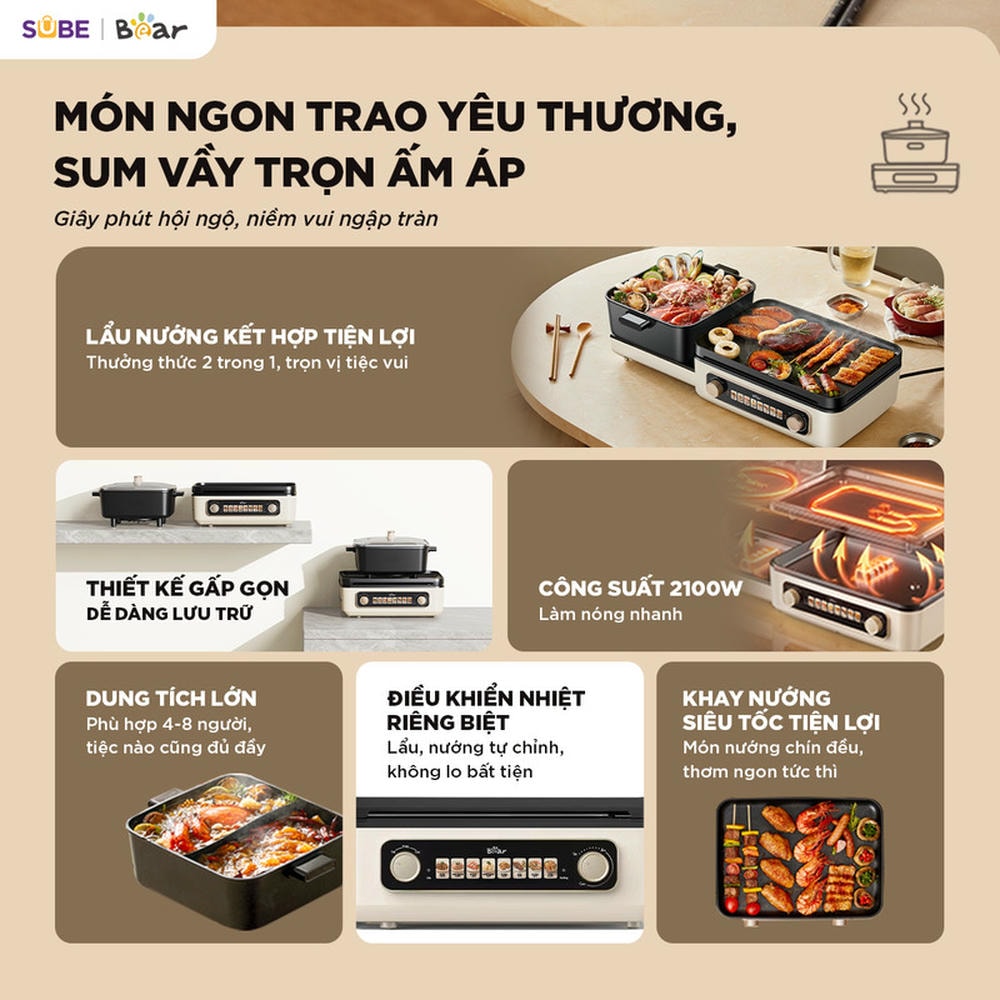 SUBE | Bear
MÓN NGON TRAO YÊU THƯƠNG,
SUM VẦY TRỌN ẤM ÁP
Giây phút hội ngộ, niềm vui ngập tràn
LẨU NƯỚNG KẾT HỢP TIỆN LỢI
Thưởng thức 2 trong 1, trọn vị tiệc vui
THIẾT KẾ GẤP GỌN
DỄ DÀNG LƯU TRỮ
CÔNG SUẤT 2100W
Làm nóng nhanh
DUNG TÍCH LỚN
Phù hợp 4-8 người,
tiệc nào cũng đủ đầy
ĐIỀU KHIỂN NHIỆT
RIÊNG BIỆT
Lẩu, nướng tự chỉnh,
không lo bất tiện
Bear
KHAY NƯỚNG
SIÊU TỐC TIỆN LỢI
Món nướng chín đều,
thơm ngon tức thì